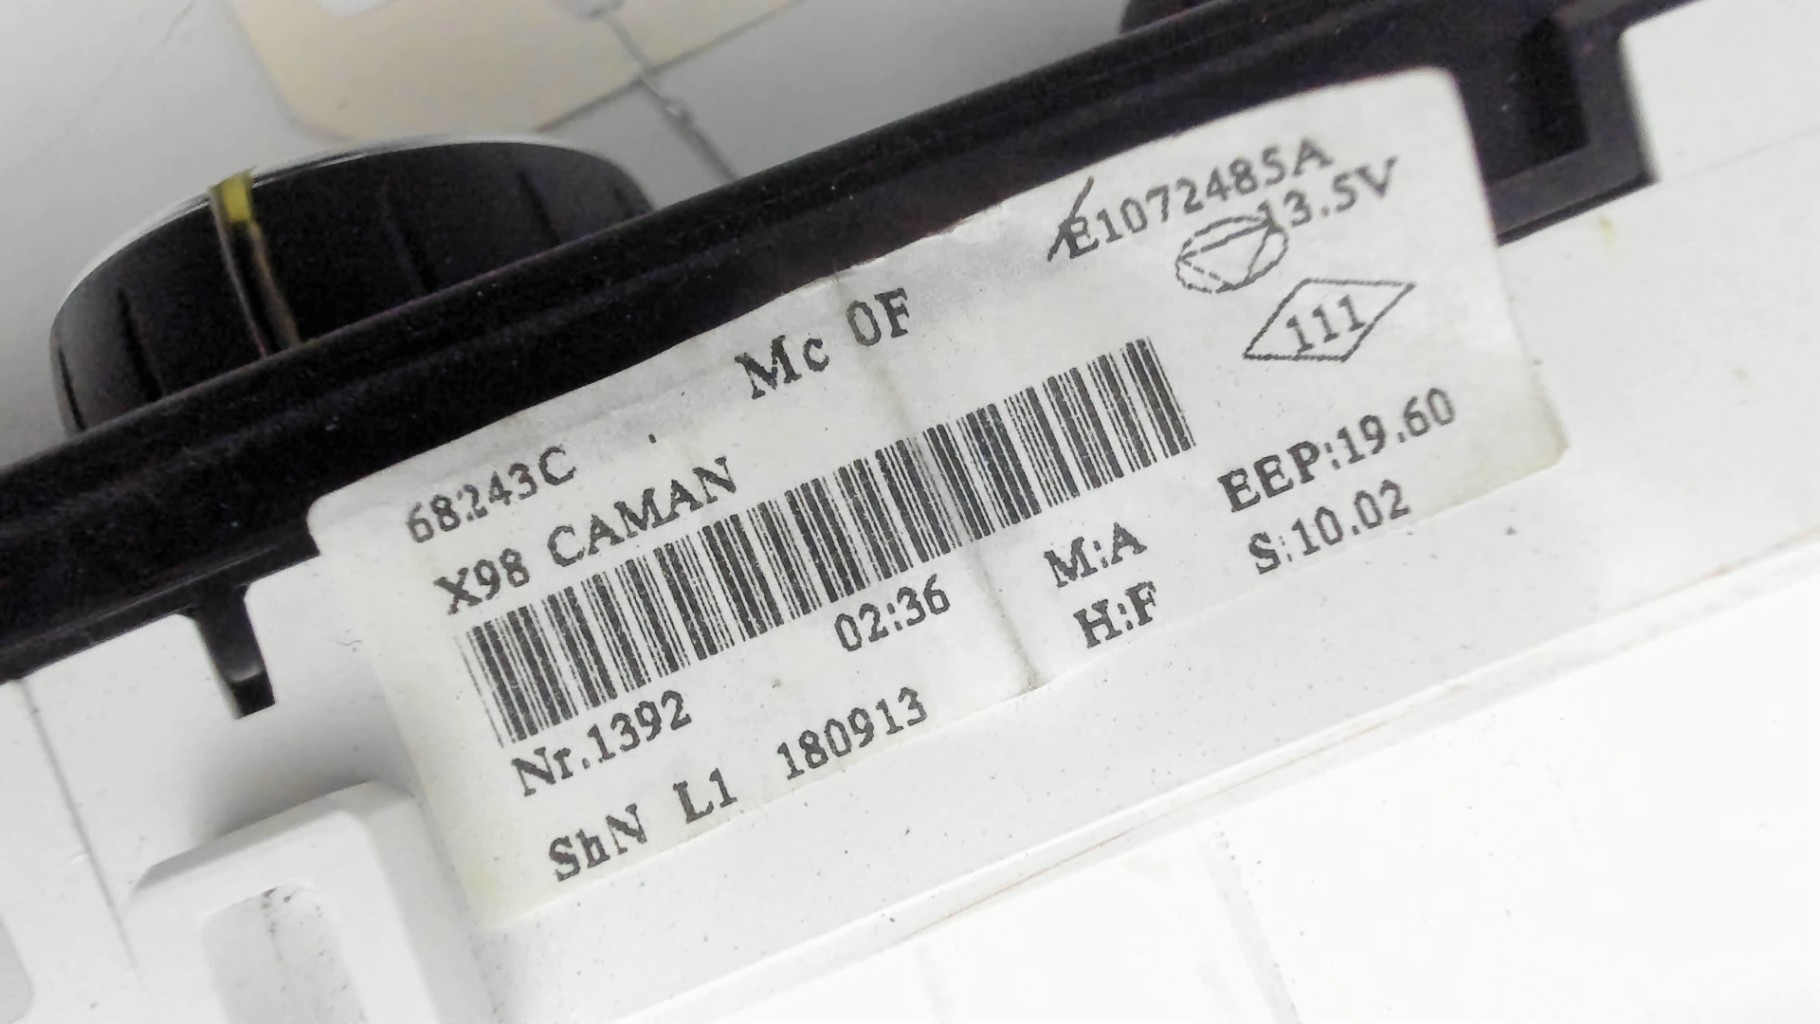 E1072485A
13.5V
Mc 0F
111
68243C
X98 CAMAN
02:36
M:A
EEP:19.60
Nr.1392
H:F
S:10.02
ShN L1 180913